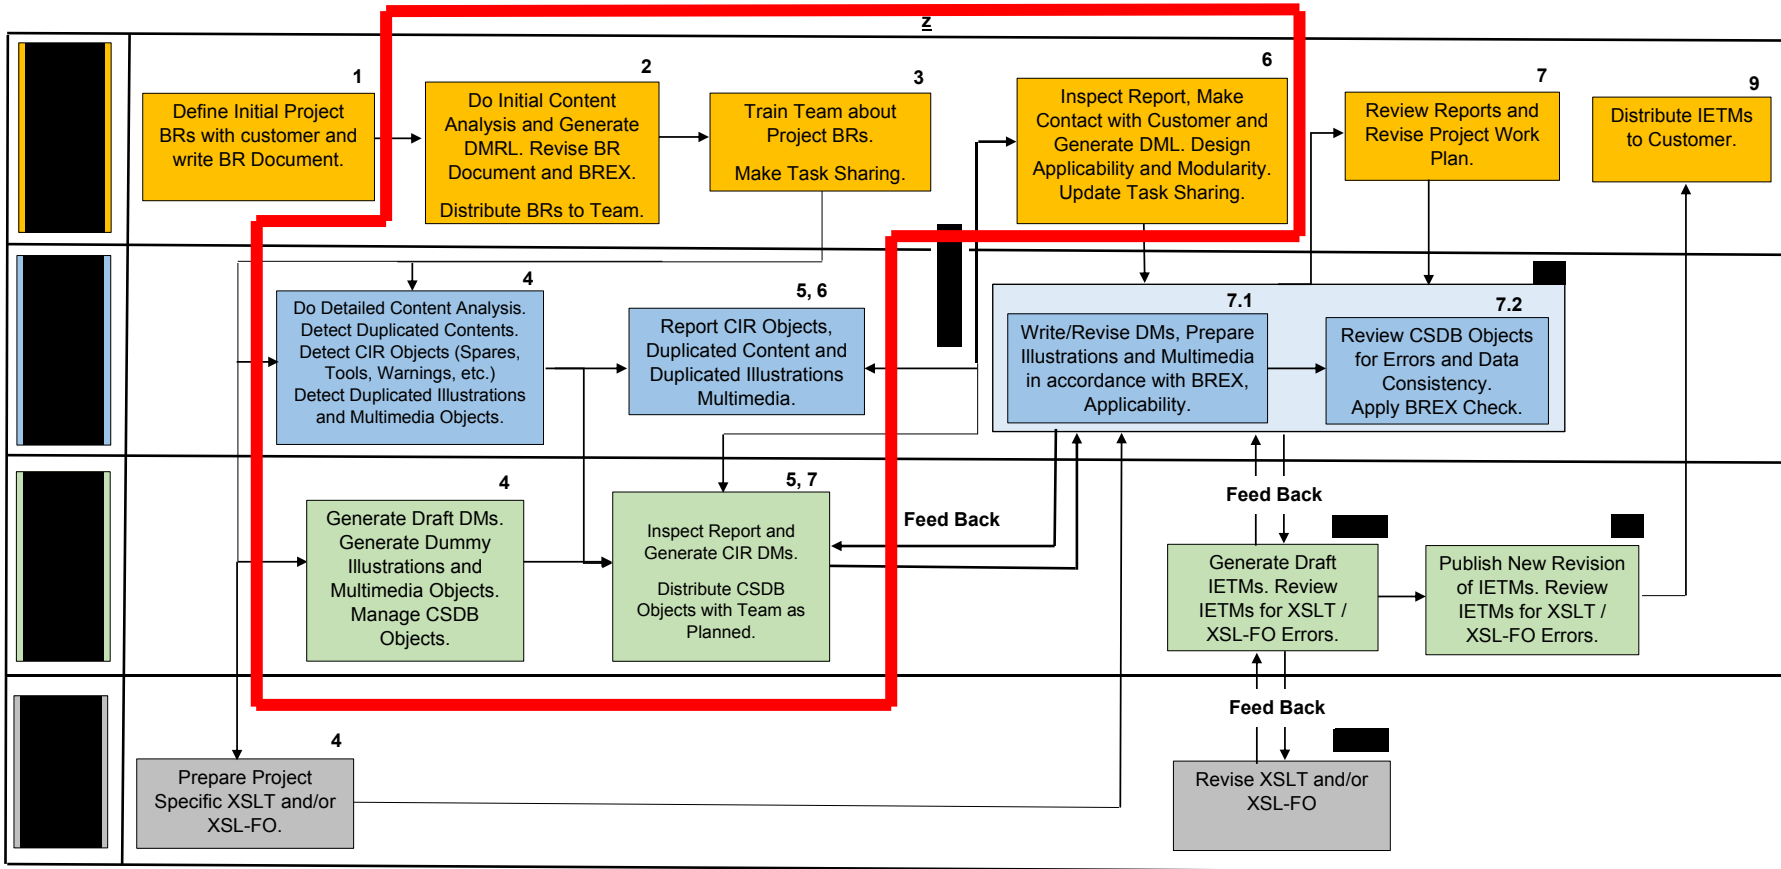 z
1
Define Initial Project
BRs with customer and
write BR Document.
2
Do Initial Content
Analysis and Generate
DMRL. Revise BR
Document and BREX.
Distribute BRs to Team.
3
Train Team about
Project BRs.
Make Task Sharing.
6
Inspect Report, Make
Contact with Customer and
Generate DML. Design
Applicability and Modularity.
Update Task Sharing.
7
Review Reports and
Revise Project Work
Plan.
9
Distribute IETMs
to Customer.
4
Do Detailed Content Analysis.
Detect Duplicated Contents.
Detect CIR Objects (Spares,
Tools, Warnings, etc.)
Detect Duplicated Illustrations
and Multimedia Objects.
5, 6
Report CIR Objects,
Duplicated Content and
Duplicated Illustrations
Multimedia.
7.1
Write/Revise DMs, Prepare
Illustrations and Multimedia
in accordance with BREX,
Applicability.
7.2
Review CSDB Objects
for Errors and Data
Consistency.
Apply BREX Check.
4
Generate Draft DMs.
Generate Dummy
Illustrations and
Multimedia Objects.
Manage CSDB
Objects.
5, 7
Inspect Report and
Generate CIR DMs.
Distribute CSDB
Objects with Team as
Planned.
Feed Back
Feed Back
Generate Draft
IETMs. Review
IETMs for XSLT /
XSL-FO Errors.
Publish New Revision
of IETMs. Review
IETMs for XSLT /
XSL-FO Errors.
Feed Back
4
Prepare Project
Specific XSLT and/or
XSL-FO.
Revise XSLT and/or
XSL-FO